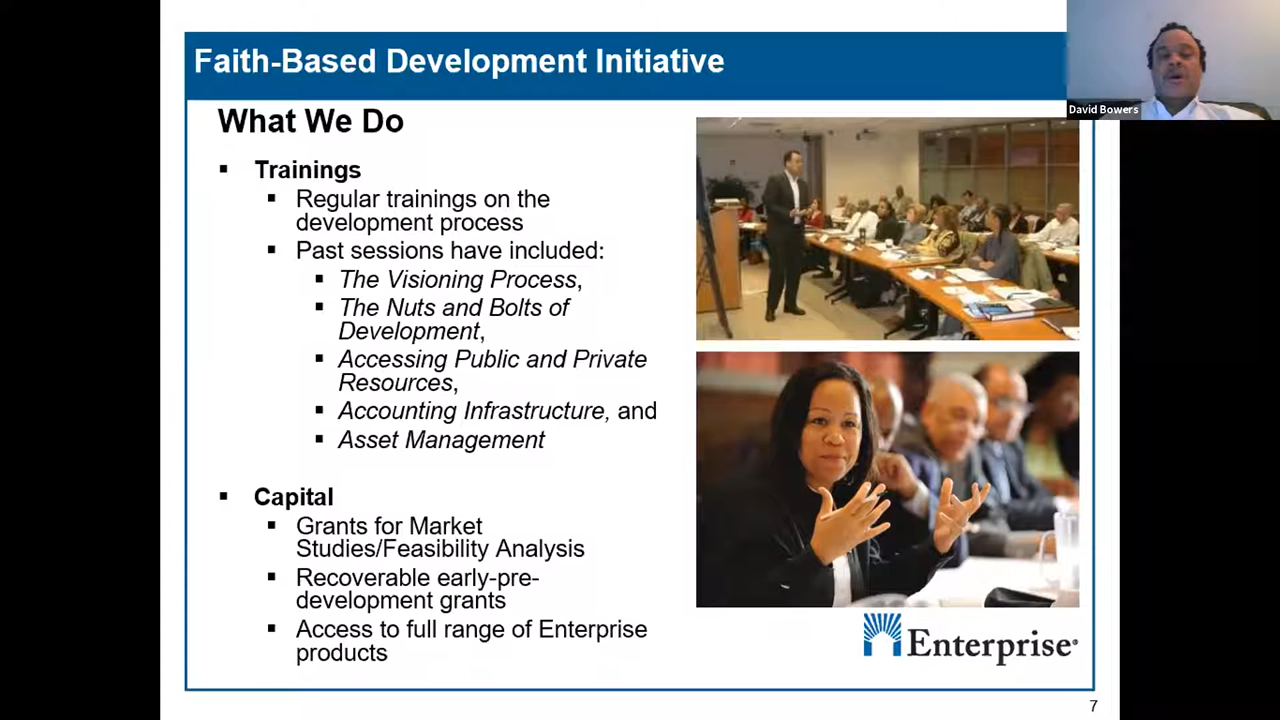 Faith-Based Development Initiative
David Bowers
What We Do
▪ Trainings
▪ Regular trainings on the
development process
▪ Past sessions have included:
▪ The Visioning Process,
▪ The Nuts and Bolts of
Development,
▪ Accessing Public and Private
Resources,
▪ Accounting Infrastructure, and
▪ Asset Management
▪ Capital
▪ Grants for Market
Studies/Feasibility Analysis
▪ Recoverable early-pre-
development grants
▪ Access to full range of Enterprise
products
Enterprise®
7